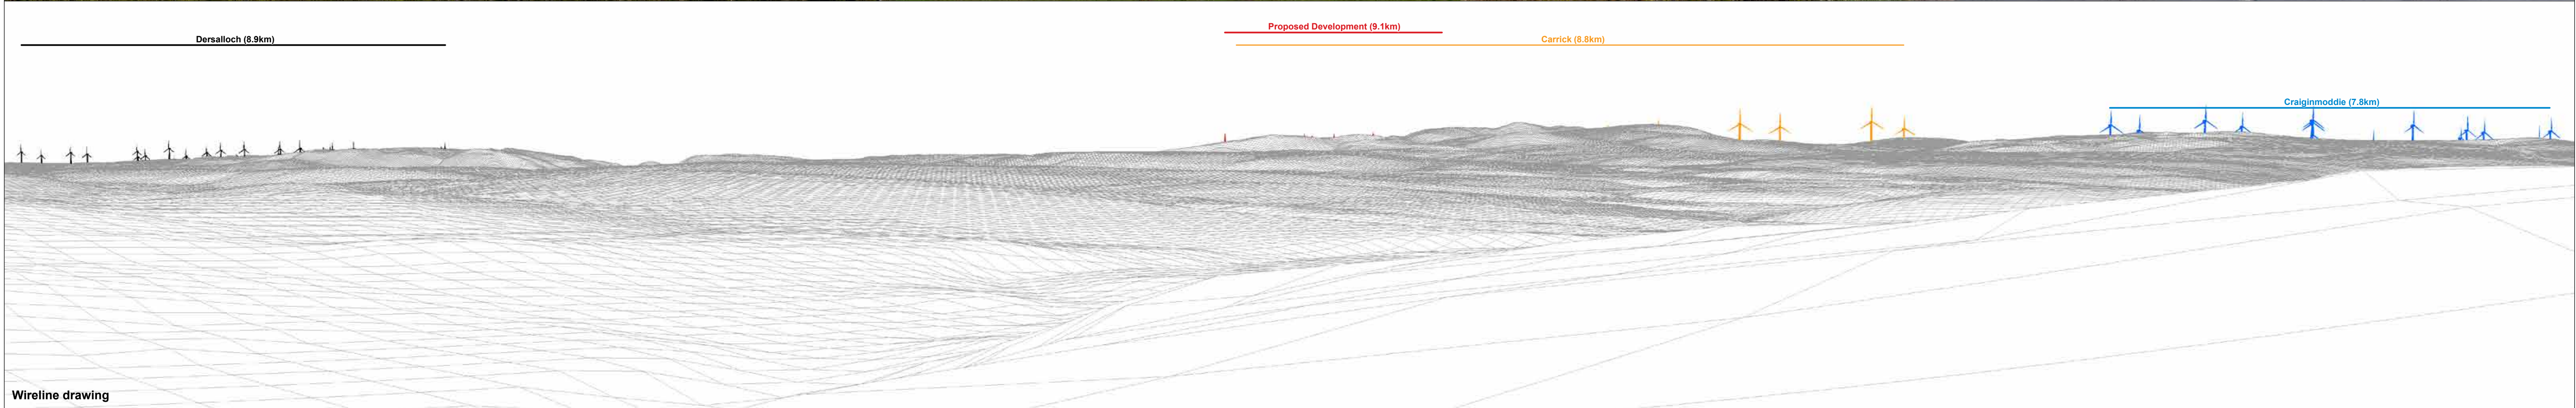 Proposed Development (9.1km)
Dersalloch (8.9km)
Carrick (8.8km)
Craiginmoddie (7.8km)
Wireline drawing